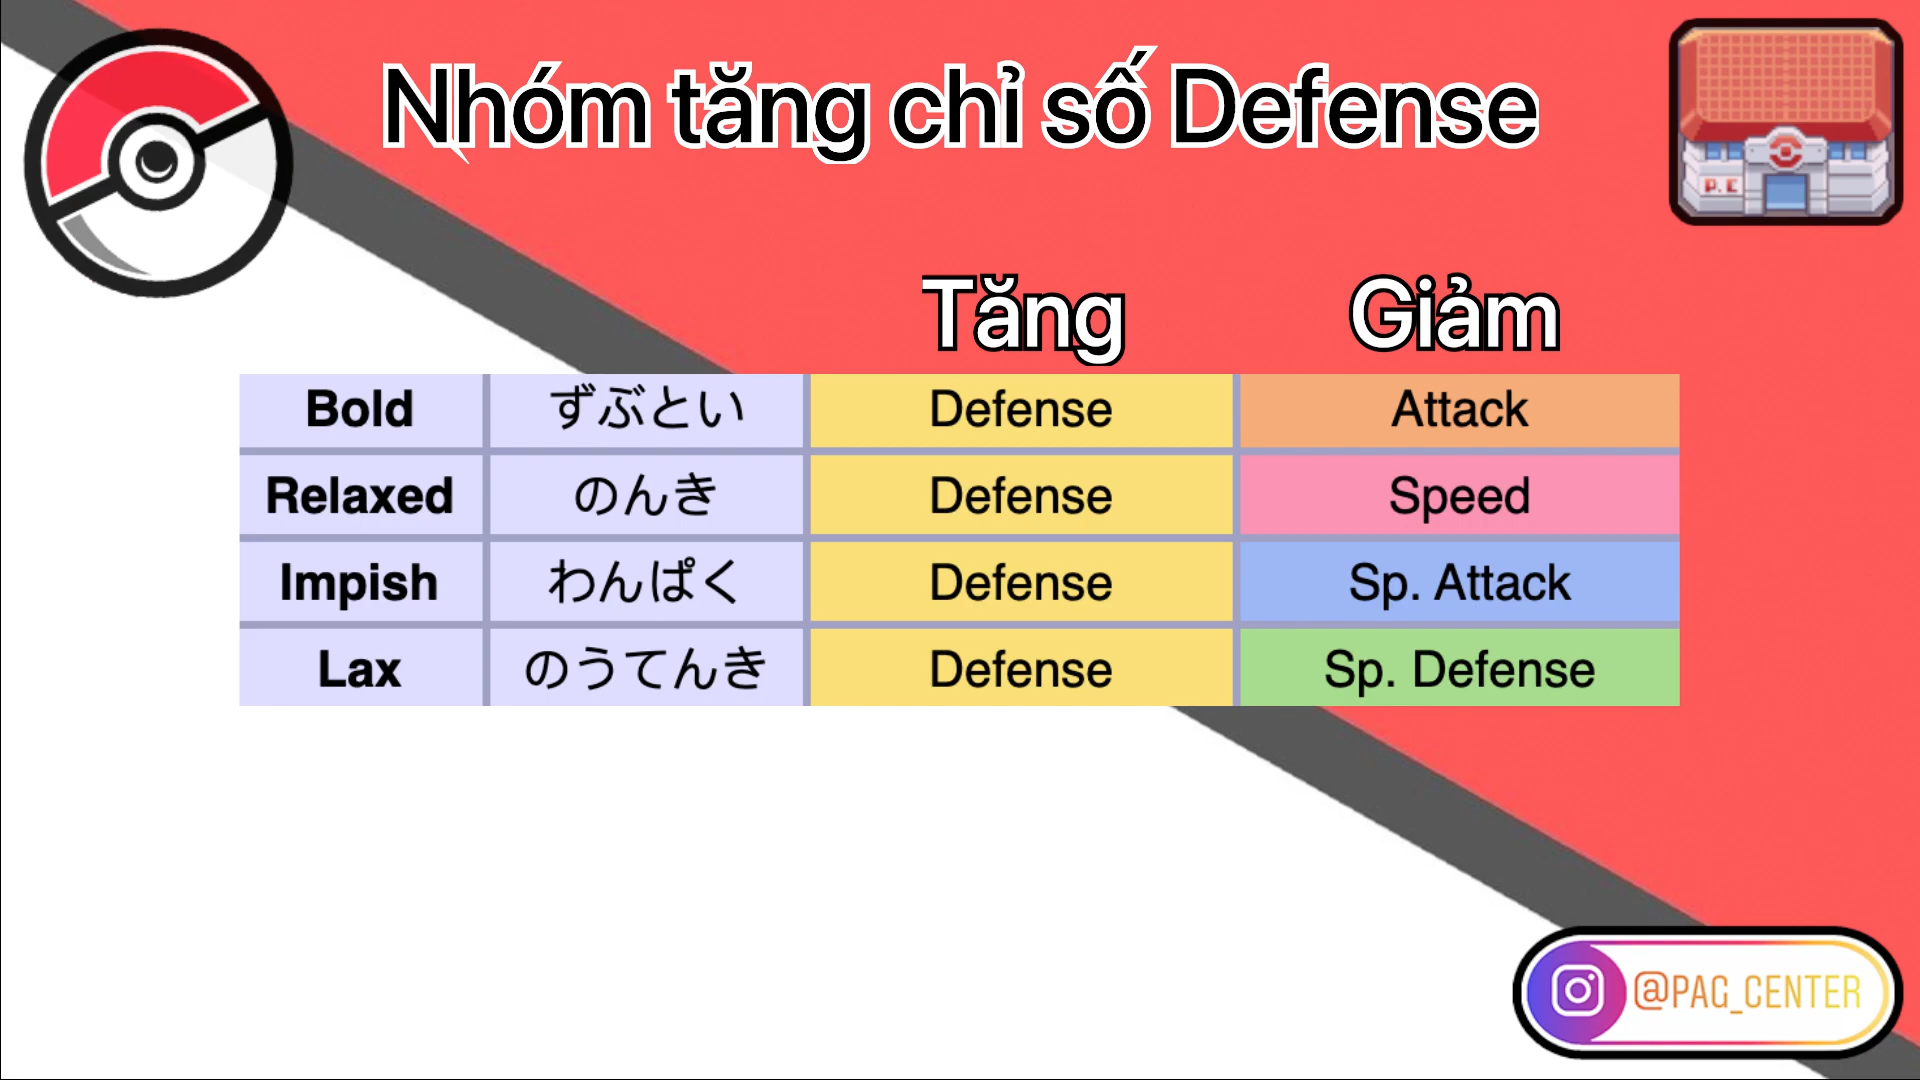 Nhóm tăng chỉ số Defense
P.C
Tăng Giảm
Bold ずぶとい Defense Attack
Relaxed のんき Defense Speed
Impish わんぱく Defense Sp. Attack
Lax のうてんき Defense Sp. Defense
@PAG_CENTER